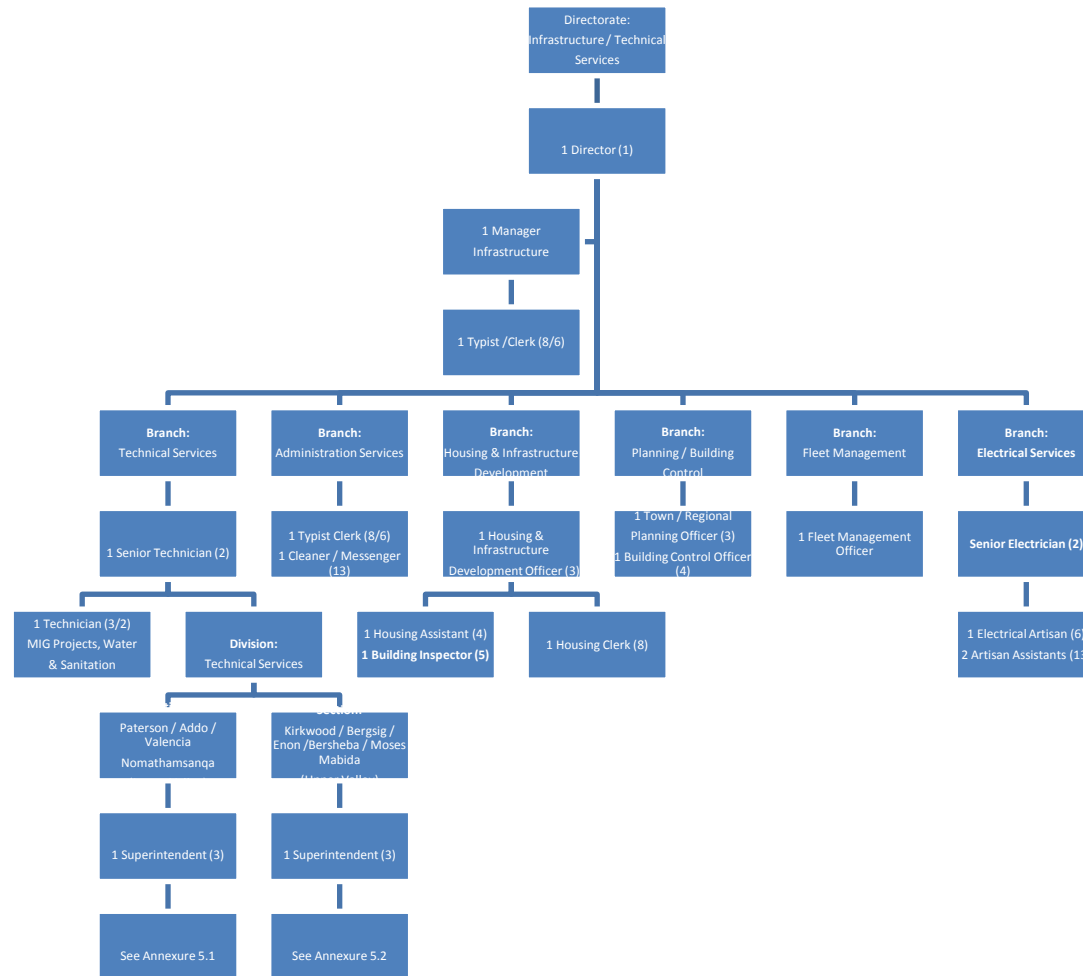 Directorate:
Infrastructure / Technical
Services
1 Director (1)
1 Manager
Infrastructure
1 Typist /Clerk (8/6)
Branch:
Technical Services
Branch:
Administration Services
Branch:
Housing & Infrastructure
Development
Branch:
Planning / Building
Control
Branch:
Fleet Management
Branch:
Electrical Services
1 Senior Technician (2)
1 Typist Clerk (8/6)
1 Cleaner / Messenger
(13)
1 Housing &
Infrastructure
Development Officer (3)
1 Town / Regional
Planning Officer (3)
1 Building Control Officer
(4)
1 Fleet Management
Officer
Senior Electrician (2)
1 Technician (3/2)
MIG Projects, Water
& Sanitation
Division:
Technical Services
1 Housing Assistant (4)
1 Building Inspector (5)
1 Housing Clerk (8)
1 Electrical Artisan (6)
2 Artisan Assistants (13
Paterson / Addo /
Valencia
Nomathamsanqa
Kirkwood / Bergsig /
Enon /Bersheba / Moses
Mabida
1 Superintendent (3)
1 Superintendent (3)
See Annexure 5.1
See Annexure 5.2